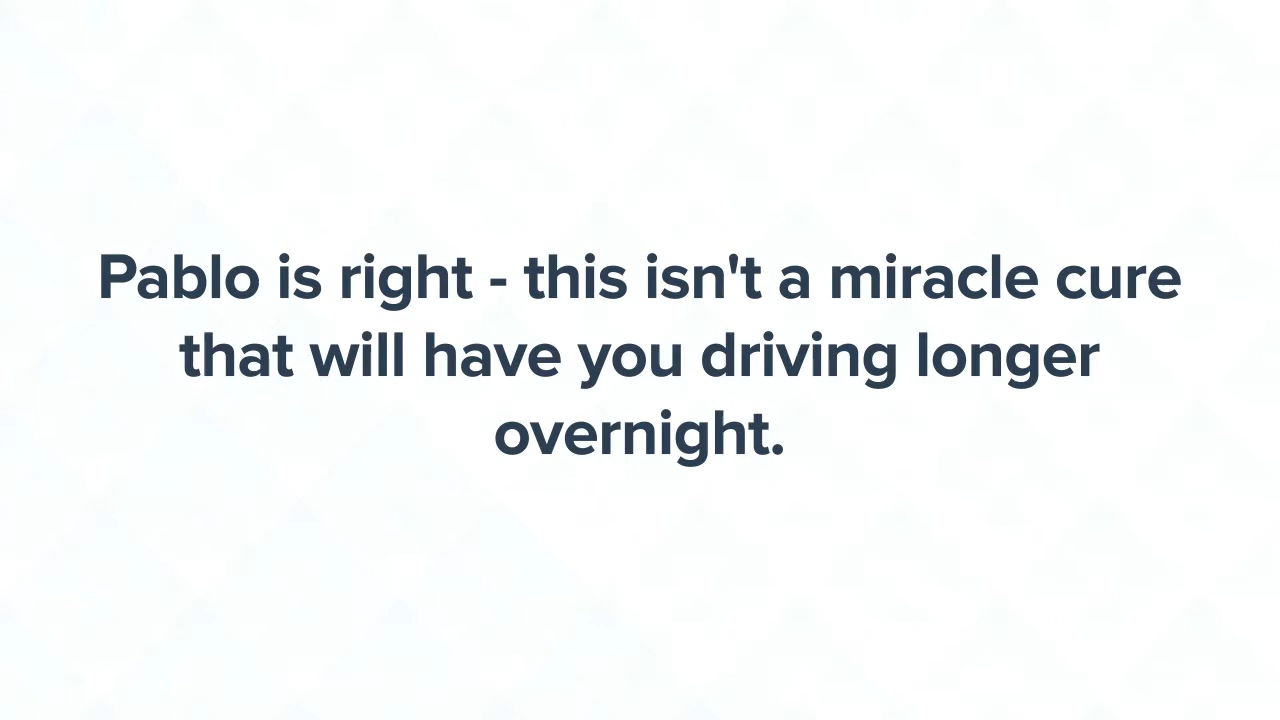 Pablo is right - this isn't a miracle cure
that will have you driving longer
overnight.